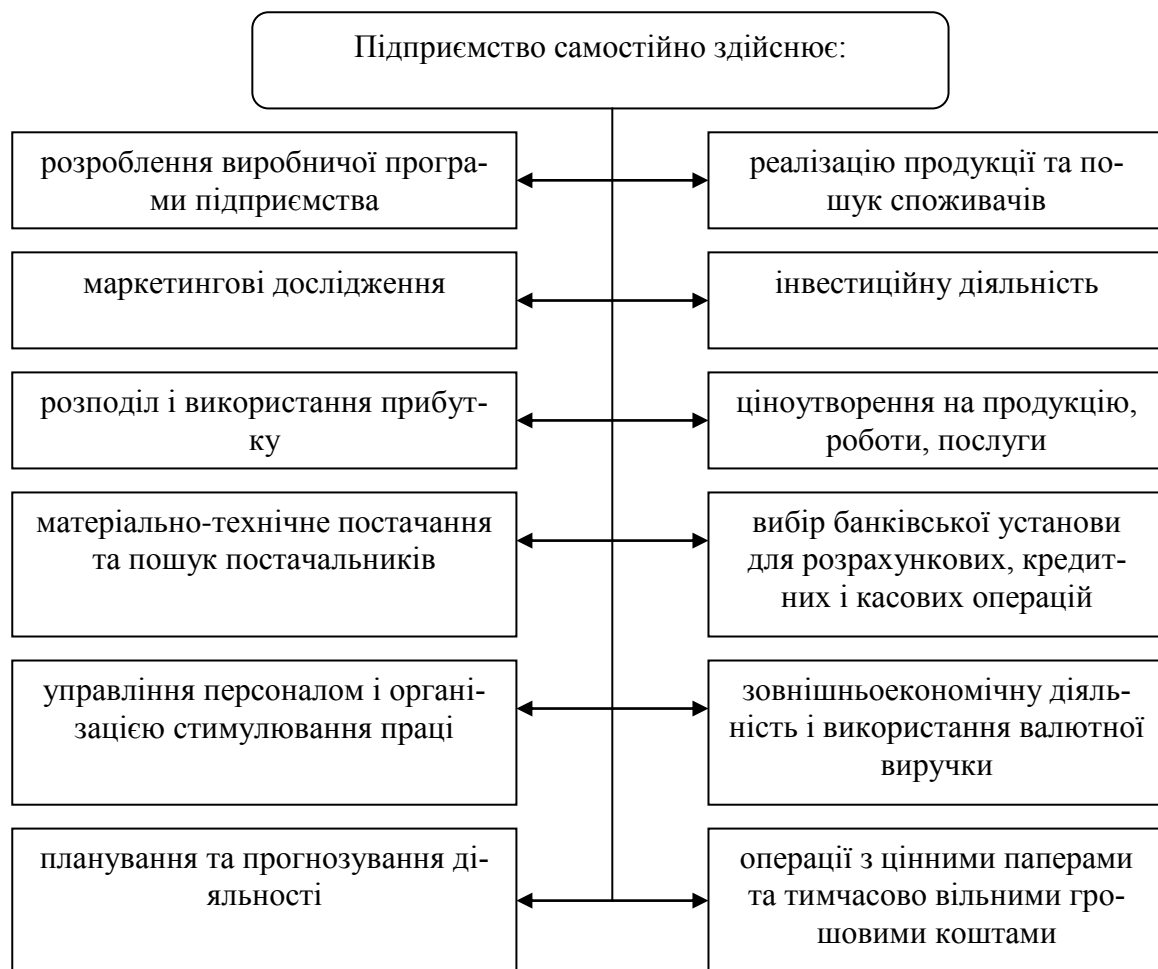 Підприємство самостійно здійснює:
розроблення виробничої програ-
ми підприємства
реалізацію продукції та по-
шук споживачів
маркетингові дослідження
інвестиційну діяльність
розподіл і використання прибут-
ку
ціноутворення на продукцію,
роботи, послуги
матеріально-технічне постачання
та пошук постачальників
вибір банківської установи
для розрахункових, кредит-
них і касових операцій
управління персоналом і органі-
зацією стимулювання праці
зовнішньоекономічну діяль-
ність і використання валютної
виручки
планування та прогнозування ді-
яльності
операції з цінними паперами
та тимчасово вільними гро-
шовими коштами